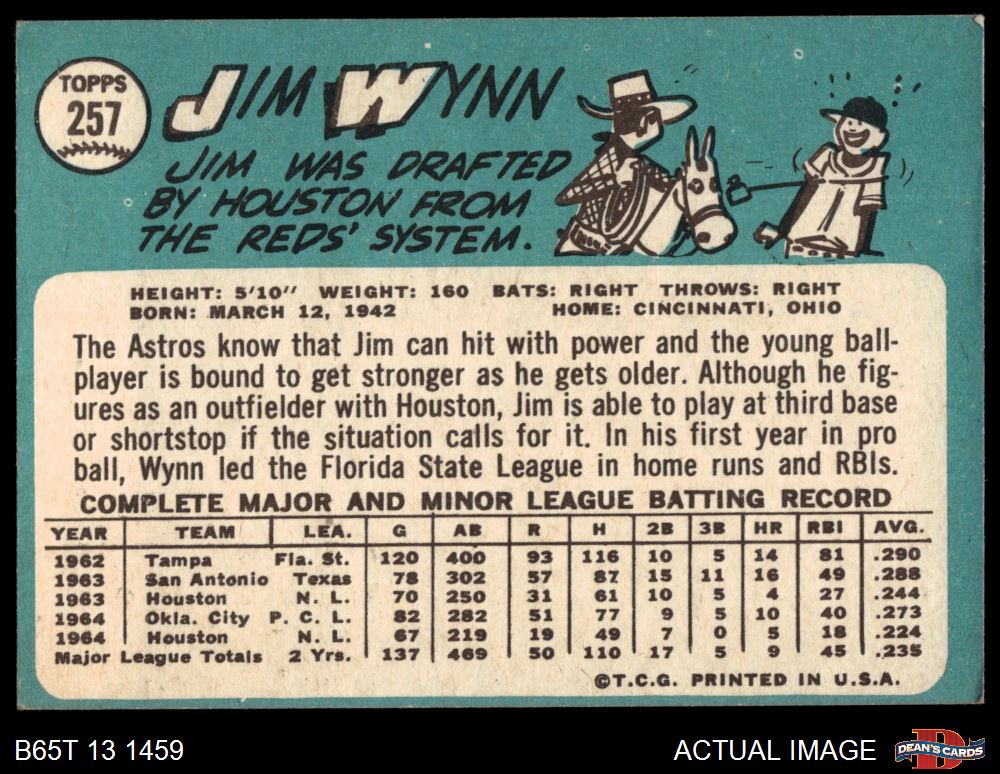 TOPPS
257
JIM WYNN
JIM WAS DRAFTED
BY HOUSTON FROM
THE REDS' SYSTEM.
HEIGHT: 5'10" WEIGHT: 160 BATS: RIGHT THROWS: RIGHT
BORN: MARCH 12, 1942 HOME: CINCINNATI, OHIO
The Astros know that Jim can hit with power and the young ball-
player is bound to get stronger as he gets older. Although he fig-
ures as an outfielder with Houston, Jim is able to play at third base
or shortstop if the situation calls for it. In his first year in pro
ball, Wynn led the Florida State League in home runs and RBIs.
COMPLETE MAJOR AND MINOR LEAGUE BATTING RECORD
YEAR TEAM LEA. G AB R H 2B 3B HR RBI AVG.
1962 Tampa Fla. St. 120 400 93 116 10 5 14 81 .290
1963 San Antonio Texas 78 302 57 87 15 11 16 49 .288
1963 Houston N. L. 70 250 31 61 10 5 4 27 .244
1964 Okla. City P. C. L. 82 282 51 77 9 5 10 40 .273
1964 Houston N. L. 67 219 19 49 7 0 5 18 .224
Major League Totals 2 Yrs. 137 469 50 110 17 5 9 45 .235
©T.C.G. PRINTED IN U.S.A.
B65T 13 1459 ACTUAL IMAGE DEAN'S CARDS